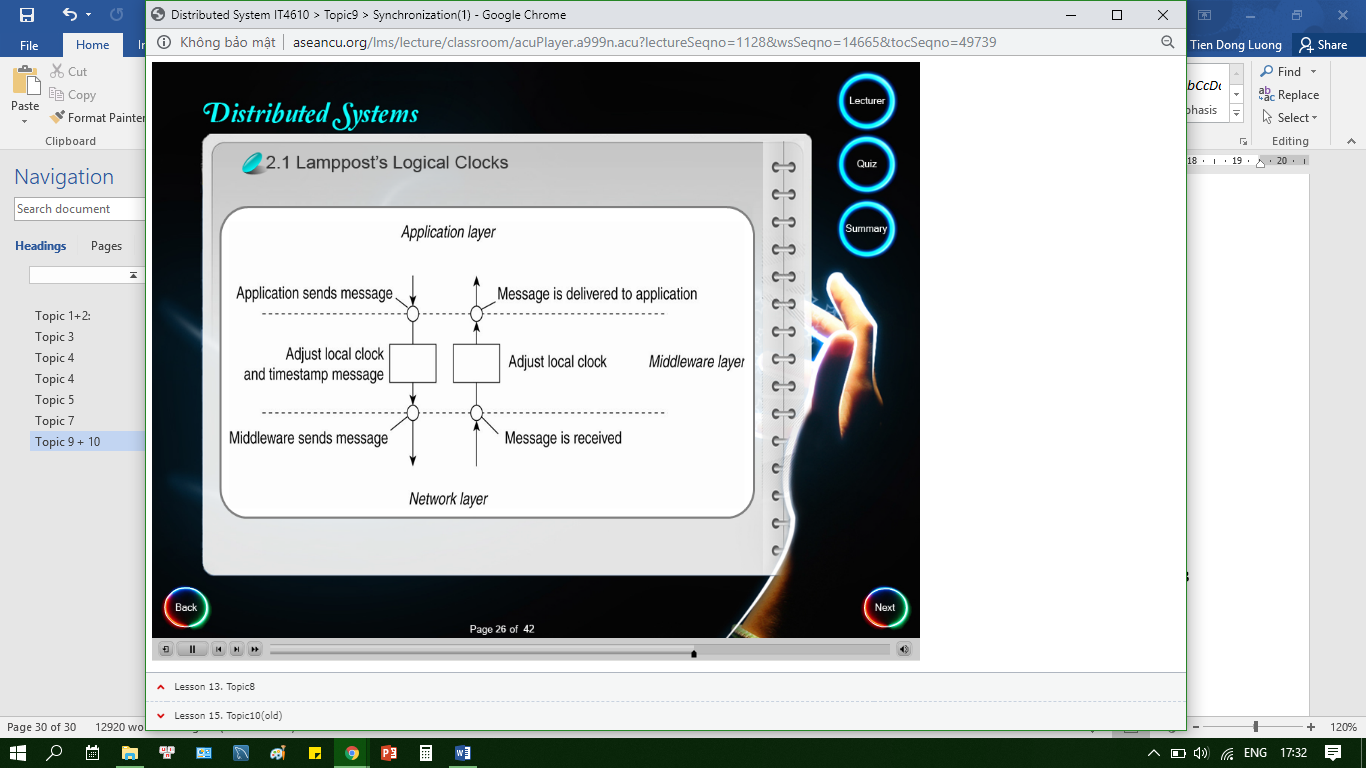 Distributed System IT4610 > Topic9 > Synchronization(1) - Google Chrome
File
Home
Tien Dong Luong
Share
Không bảo mật
aseancu.org/lms/lecture/classroom/acuPlayer.a999n.acu?lectureSeqno=1128&wsSeqno=14665&tocSeqno=49739
Paste
Cut
Copy
Format Painter
Clipboard
Find
Replace
Select
Editing
Navigation
Search document
Headings
Pages
Topic 1+2:
Topic 3
Topic 4
Topic 4
Topic 5
Topic 7
Topic 9 + 10
Distributed Systems
Lecturer
Quiz
Summary
2.1 Lamppost's Logical Clocks
Application layer
Application sends message
Message is delivered to application
Adjust local clock
and timestamp message
Adjust local clock
Middleware layer
Middleware sends message
Message is received
Network layer
Back
Next
Page 26 of 42
18
19
20
Lesson 13. Topic8
Lesson 15. Topic10(old)
Page 30 of 30
12920
120%
ENG
17:32